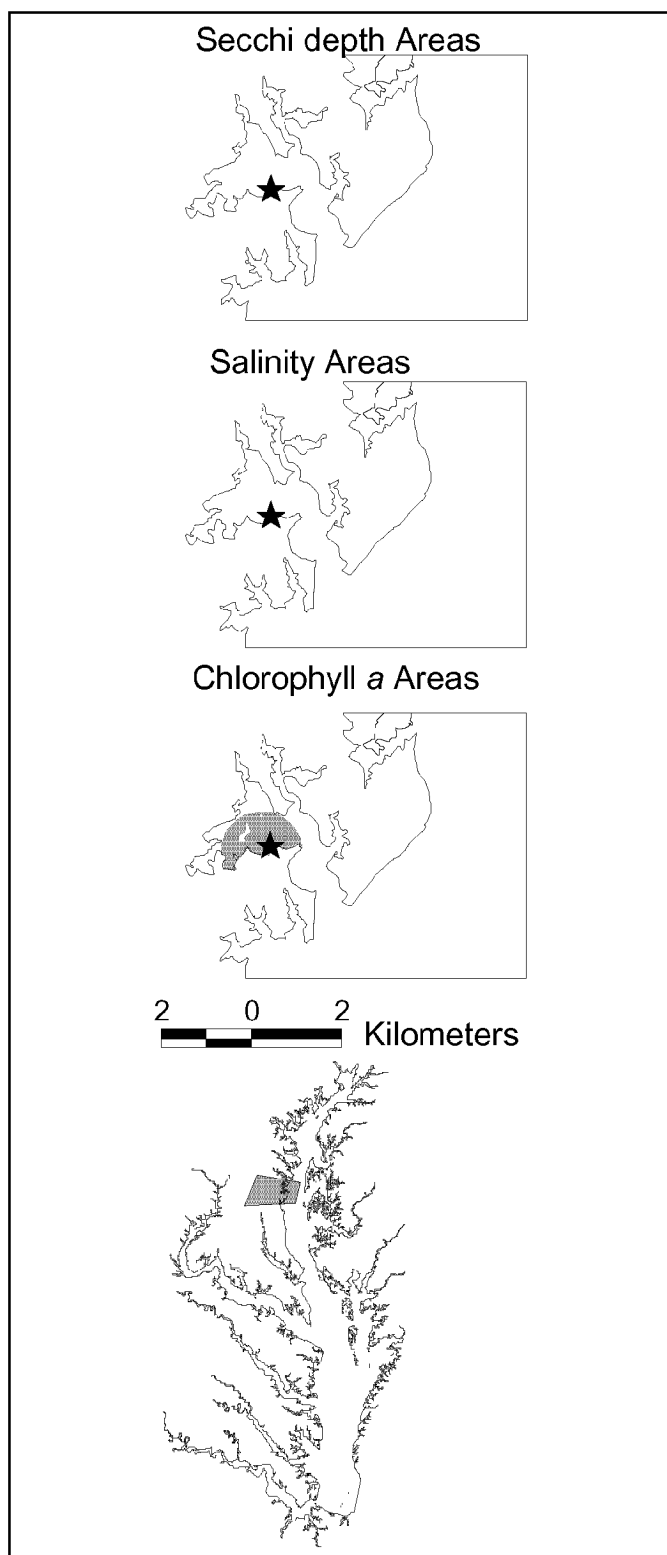 Secchi depth Areas
Salinity Areas
Chlorophyll a Areas
2 0 2
Kilometers